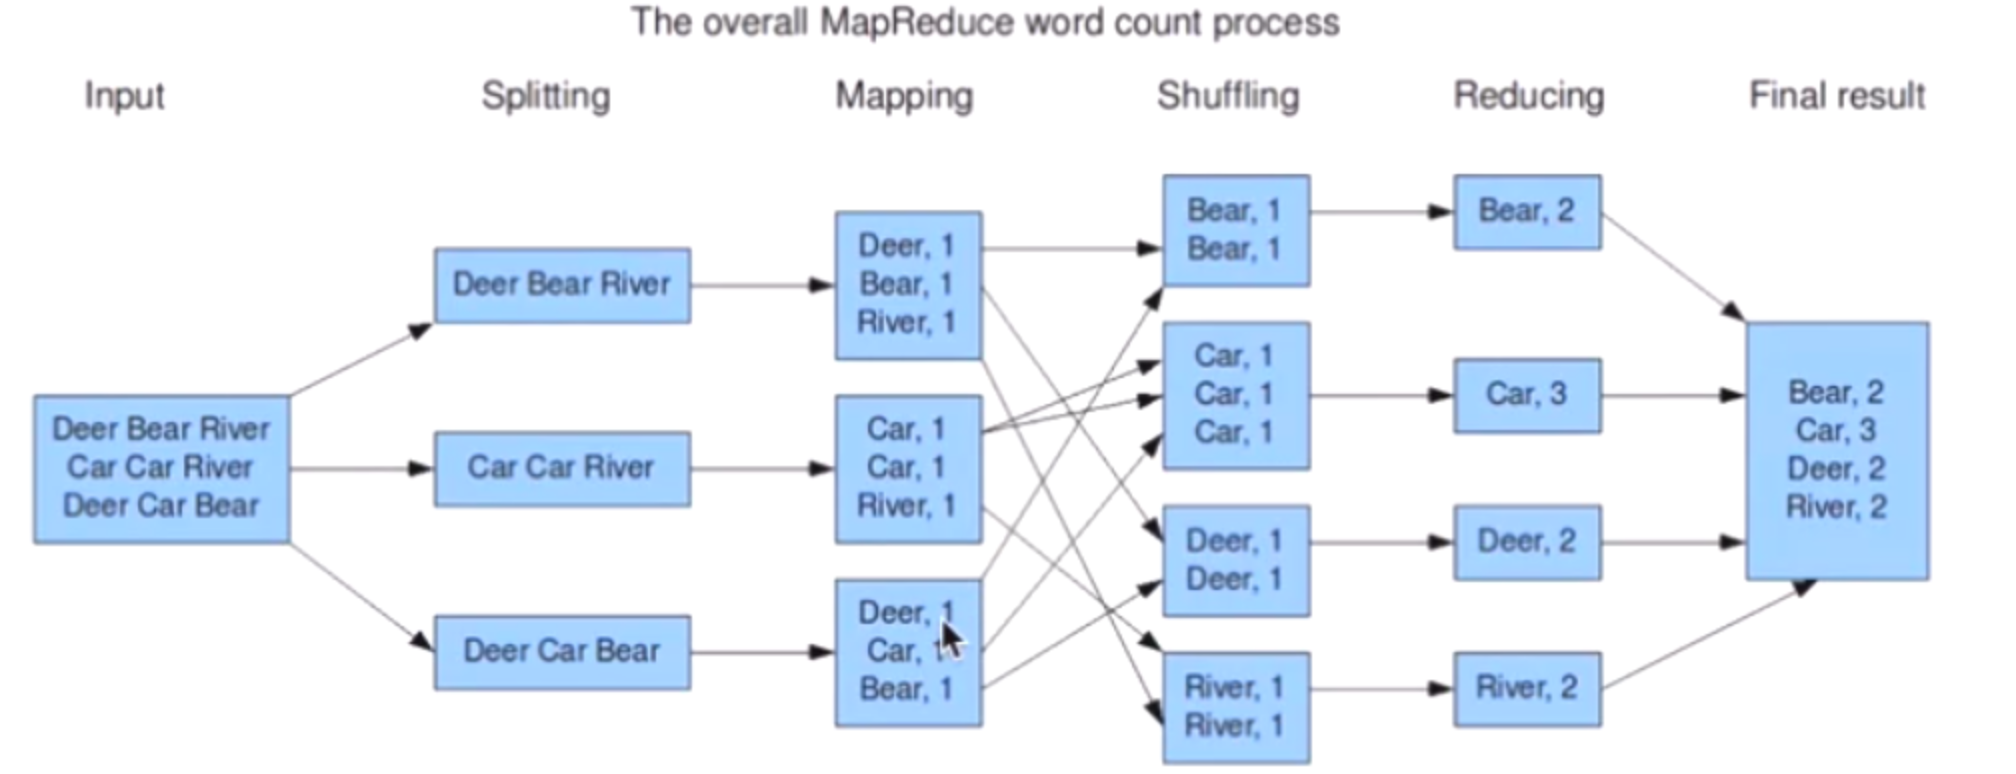 The overall MapReduce word count process
Input
Splitting
Mapping
Shuffling
Reducing
Final result
Deer Bear River
Car Car River
Deer Car Bear
Deer Bear River
Car Car River
Deer Car Bear
Deer, 1
Bear, 1
River, 1
Car, 1
Car, 1
River, 1
Deer, 1
Car, 1
Bear, 1
Bear, 1
Bear, 1
Car, 1
Car, 1
Car, 1
Deer, 1
Deer, 1
River, 1
River, 1
Bear, 2
Car, 3
Deer, 2
River, 2
Bear, 2
Car, 3
Deer, 2
River, 2